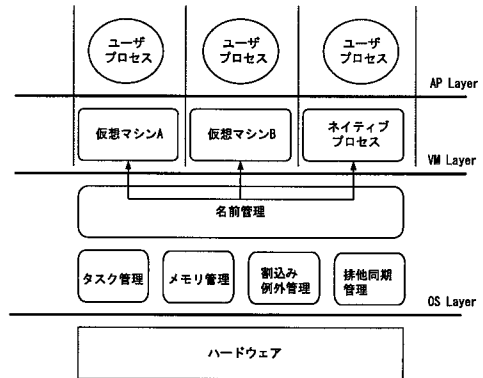 ユーザ
プロセス
ユーザ
プロセス
ユーザ
プロセス
AP Layer
仮想マシンA
仮想マシンB
ネイティブ
プロセス
VM Layer
名前管理
タスク管理
メモリ管理
割込み
例外管理
排他同期
管理
OS Layer
ハードウェア